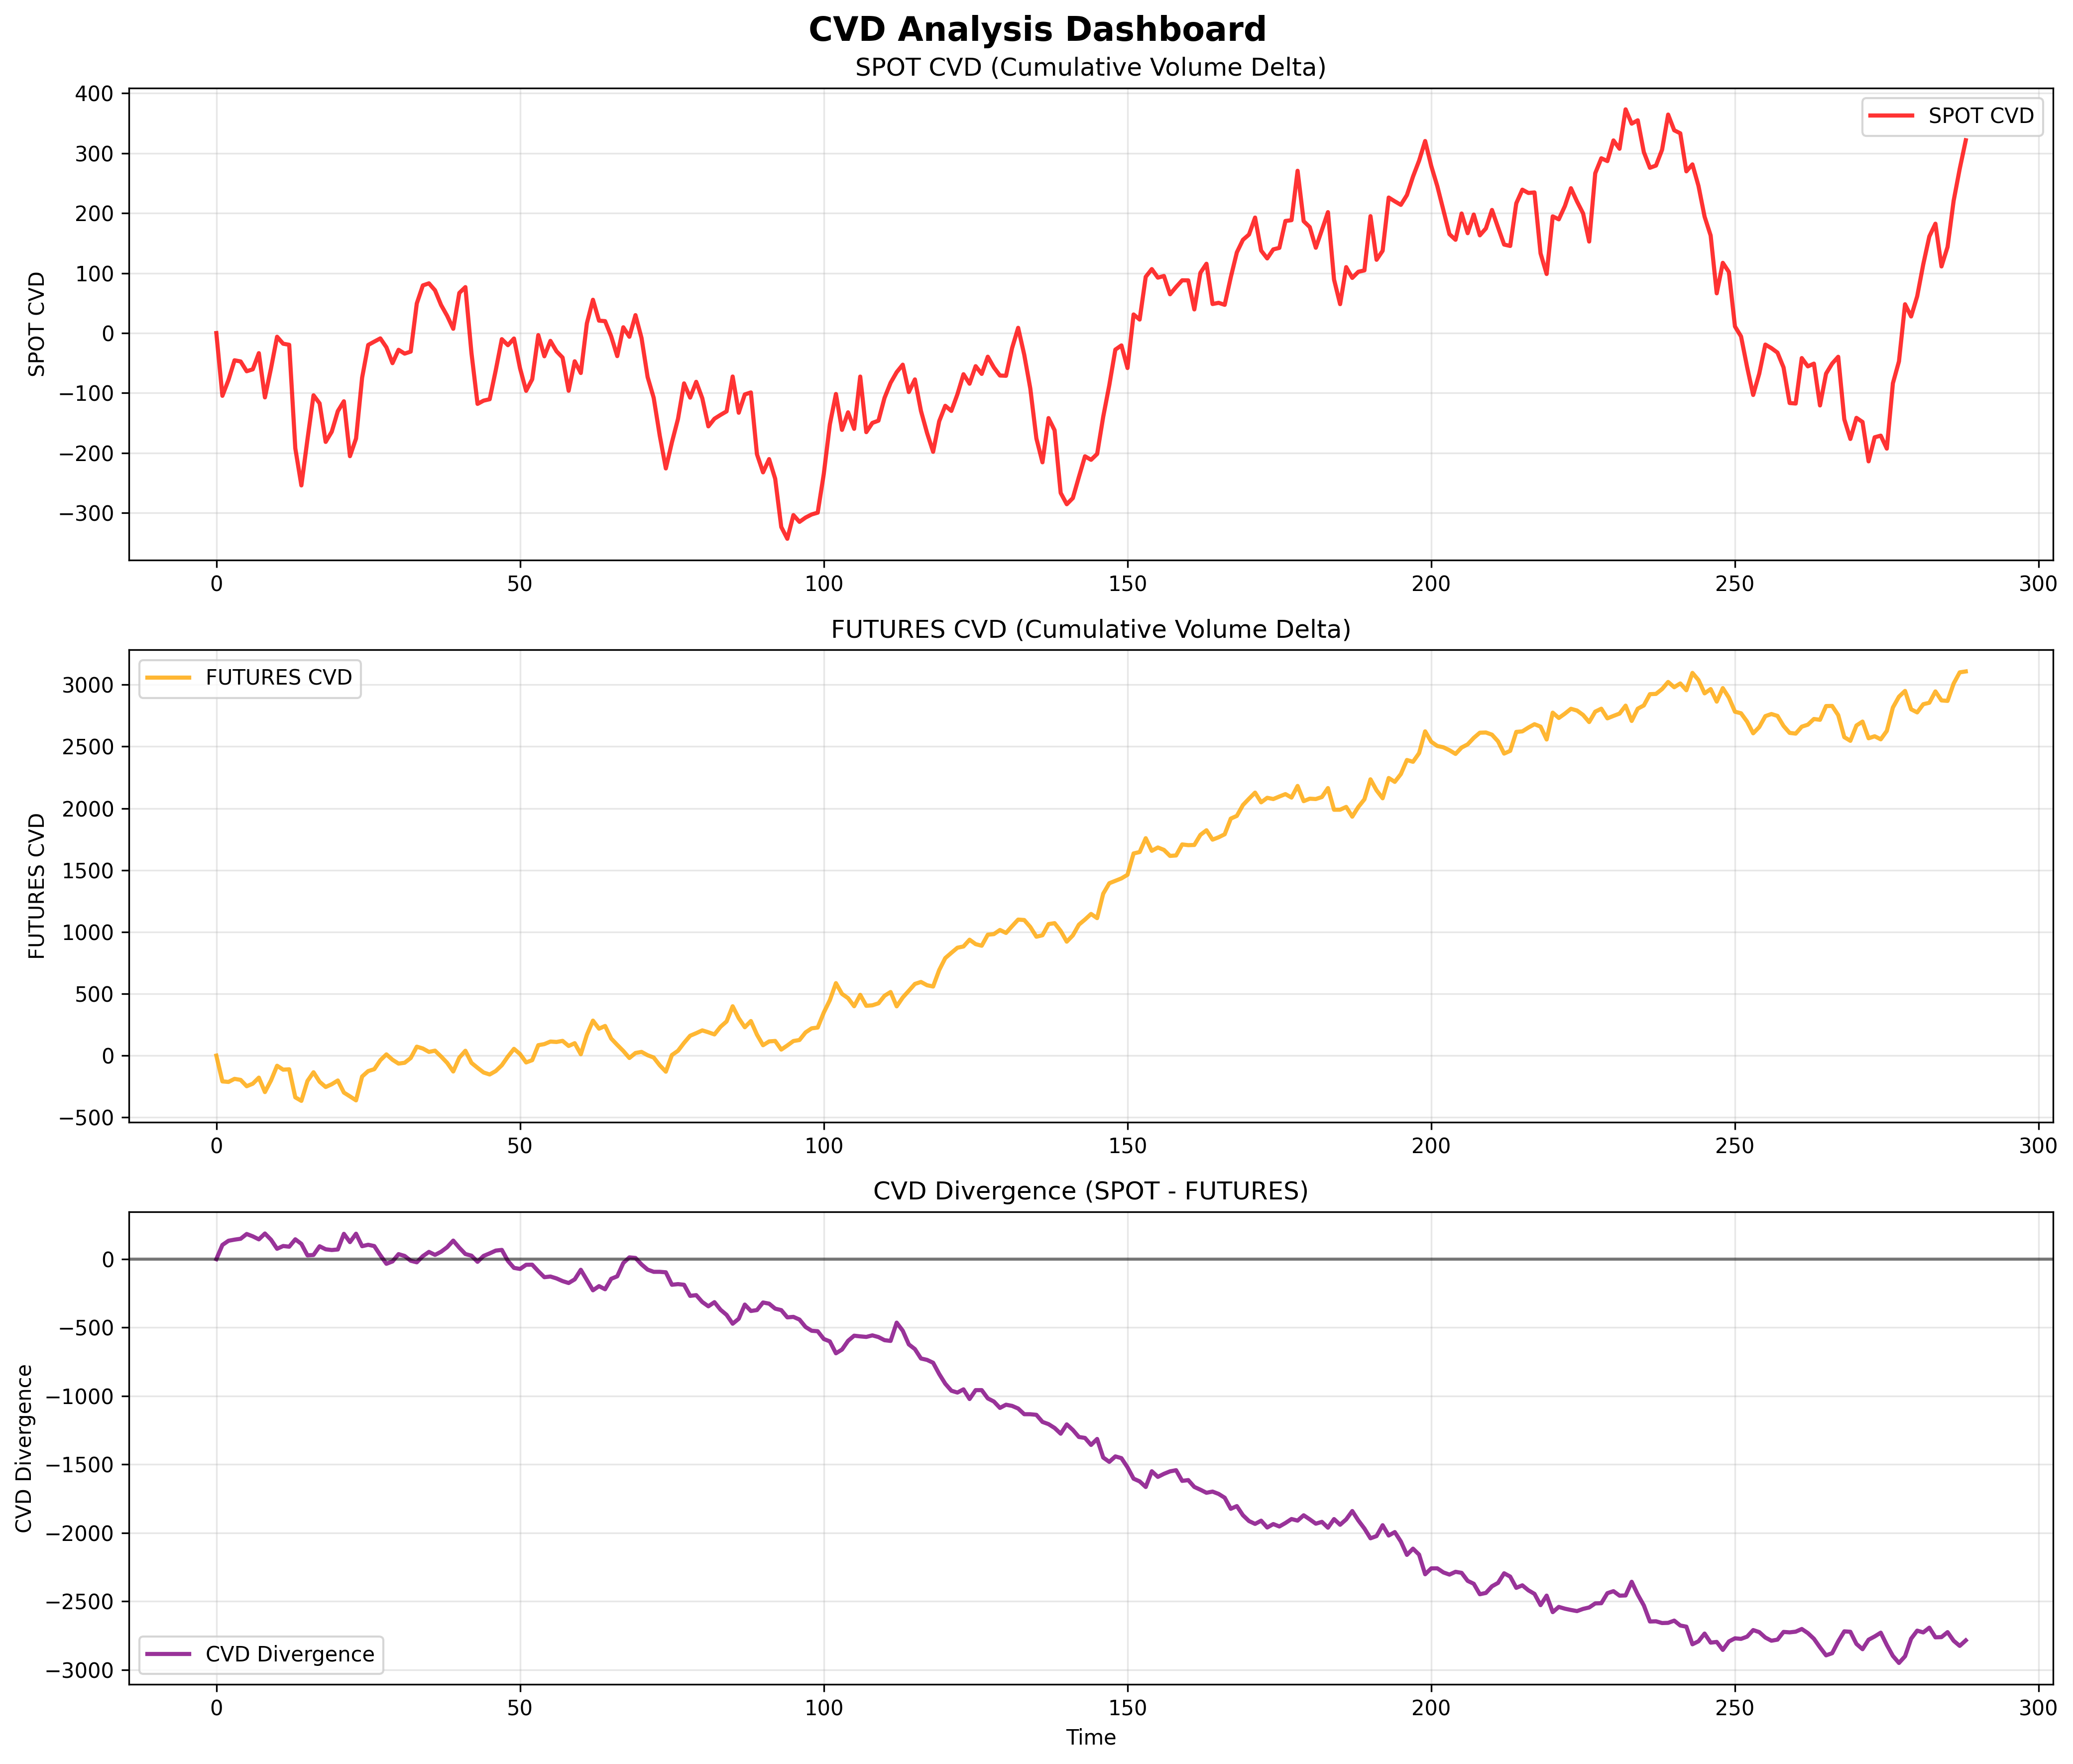 CVD Analysis Dashboard
SPOT CVD (Cumulative Volume Delta)
SPOT CVD
400
300
200
100
0
−100
−200
−300
SPOT CVD
0 50 100 150 200 250 300
FUTURES CVD (Cumulative Volume Delta)
FUTURES CVD
3000
2500
2000
1500
1000
500
0
−500
FUTURES CVD
0 50 100 150 200 250 300
CVD Divergence (SPOT - FUTURES)
CVD Divergence
0
−500
−1000
−1500
−2000
−2500
−3000
CVD Divergence
0 50 100 150 200 250 300
Time